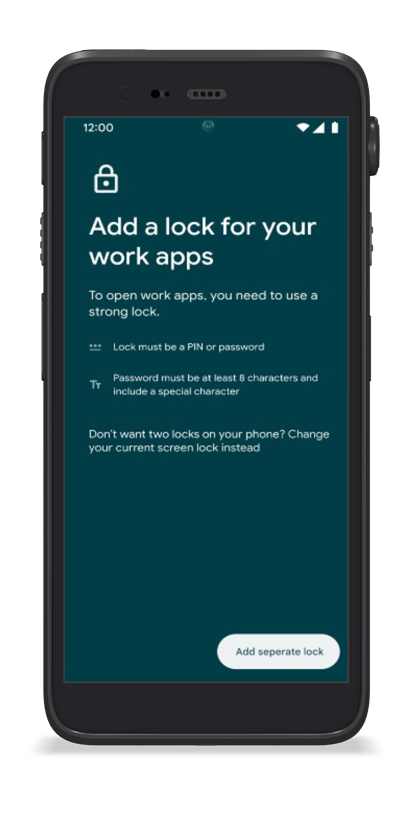 12:00
Add a lock for your
work apps
To open work apps, you need to use a
strong lock.
Lock must be a PIN or password
Tт Password must be at least 8 characters and
include a special character
Don't want two locks on your phone? Change
your current screen lock instead
Add seperate lock